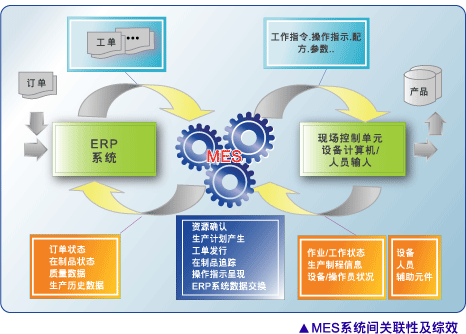 工单 •••
工作指令.操作指示.配
方.参数..
订单
产品
ERP
系统
MES
现场控制单元
设备计算机/
人员输人
订单状态
在制品状态
质量数据
生产历史数据
资源确认
生产计划产生
工单发行
在制品追踪
操作指示呈现
ERP系统数据交换
作业/工作状态
生产制程信息
设备/操作员状况
设备
人员
辅助元件
▲MES系统间关联性及综效